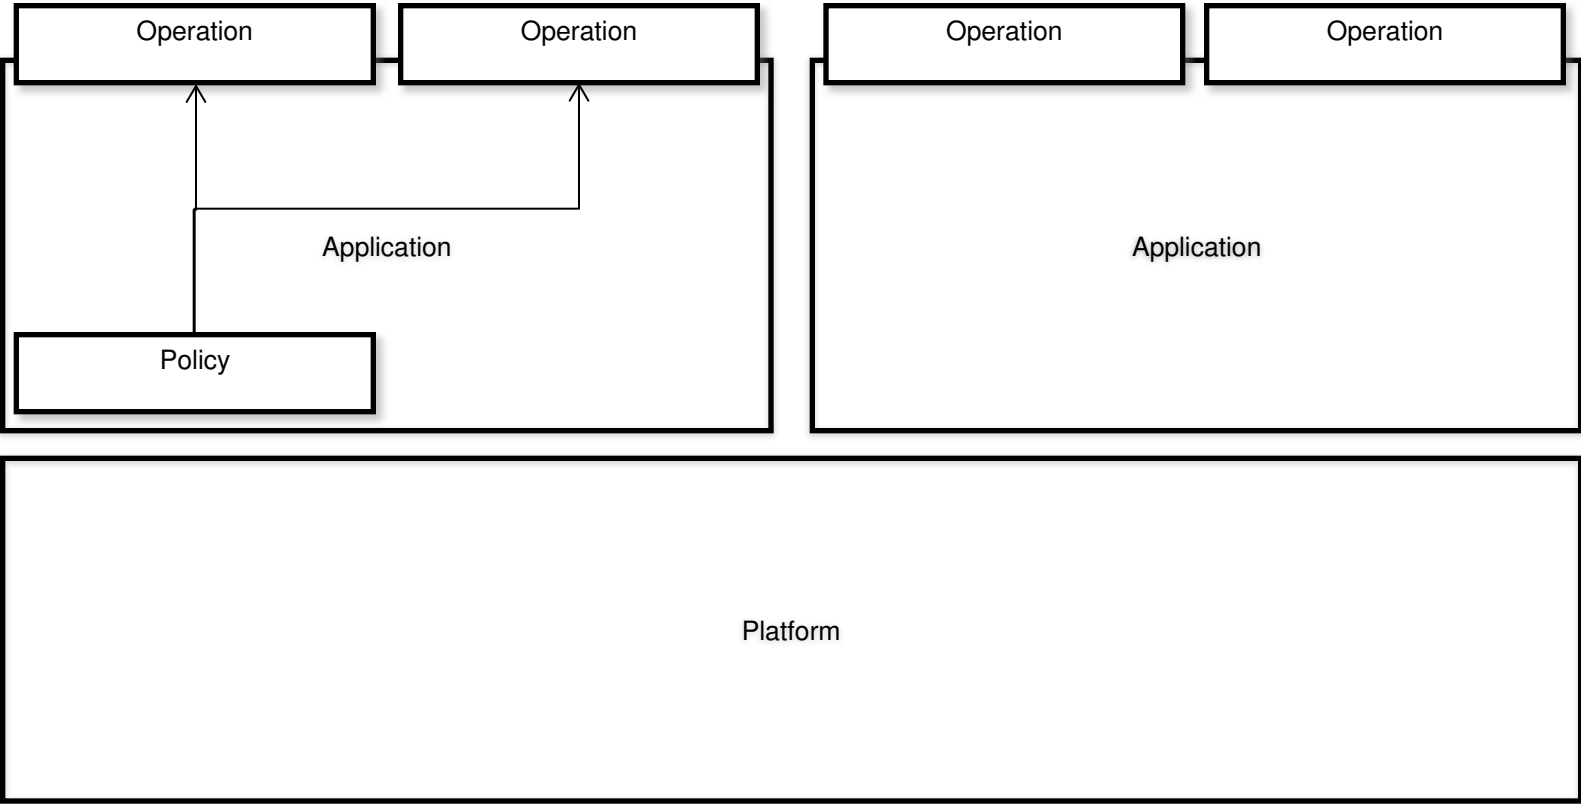 Operation
Operation
Operation
Operation
Application
Application
Policy
Platform